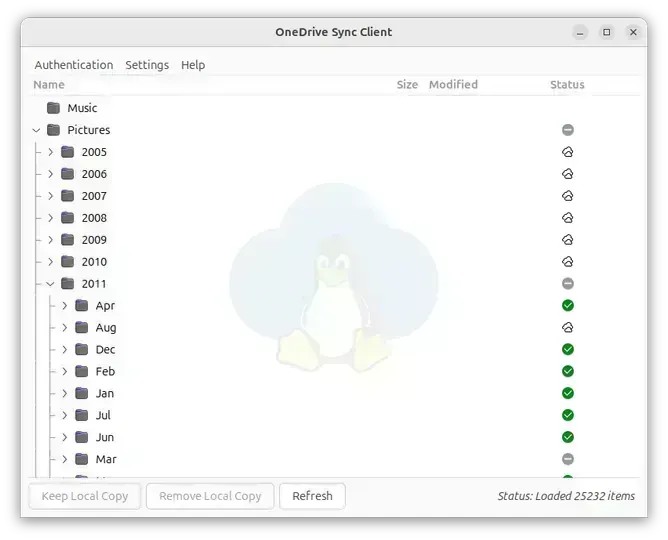 OneDrive Sync Client
Authentication Settings Help
Name Size Modified Status
Music
Pictures
2005
2006
2007
2008
2009
2010
2011
Apr
Aug
Dec
Feb
Jan
Jul
Jun
Mar
Keep Local Copy Remove Local Copy Refresh Status: Loaded 25232 items